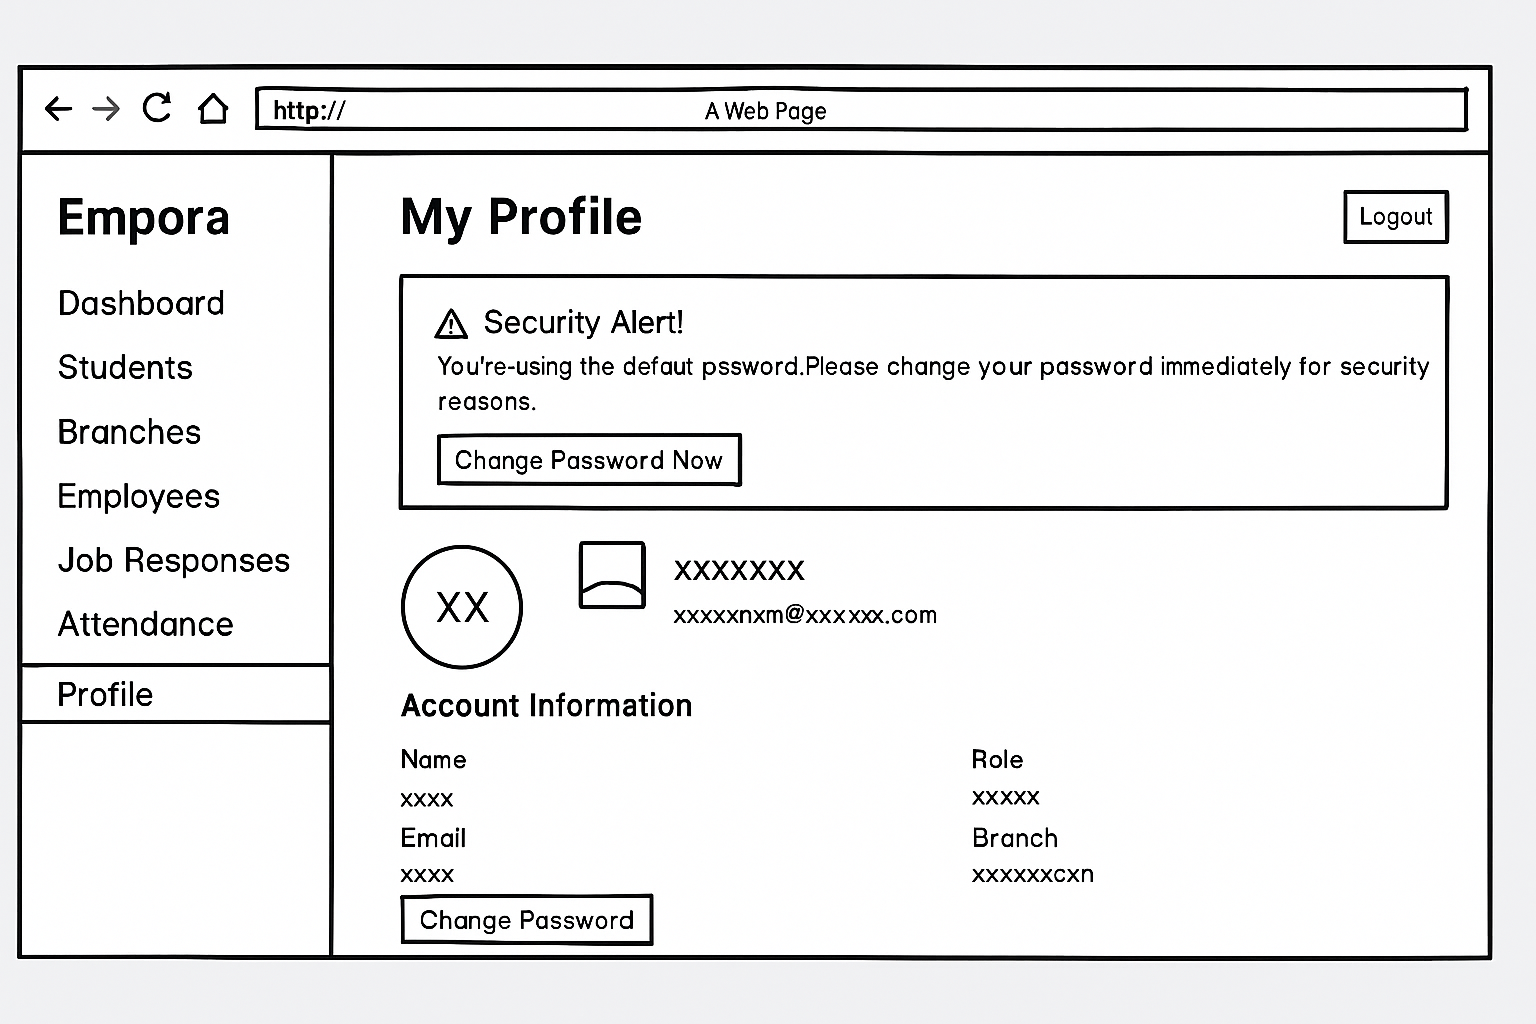 http://
A Web Page
Empora
Dashboard
Students
Branches
Employees
Job Responses
Attendance
Profile
My Profile
Logout
Security Alert!
You're-using the defaut pssword.Please change your password immediately for security
reasons.
Change Password Now
XX
XXXXXXX
xxxxxnxm@xxxxxx.com
Account Information
Name
xxxx
Role
xxxxx
Email
xxxx
Branch
xxxxxxcxn
Change Password